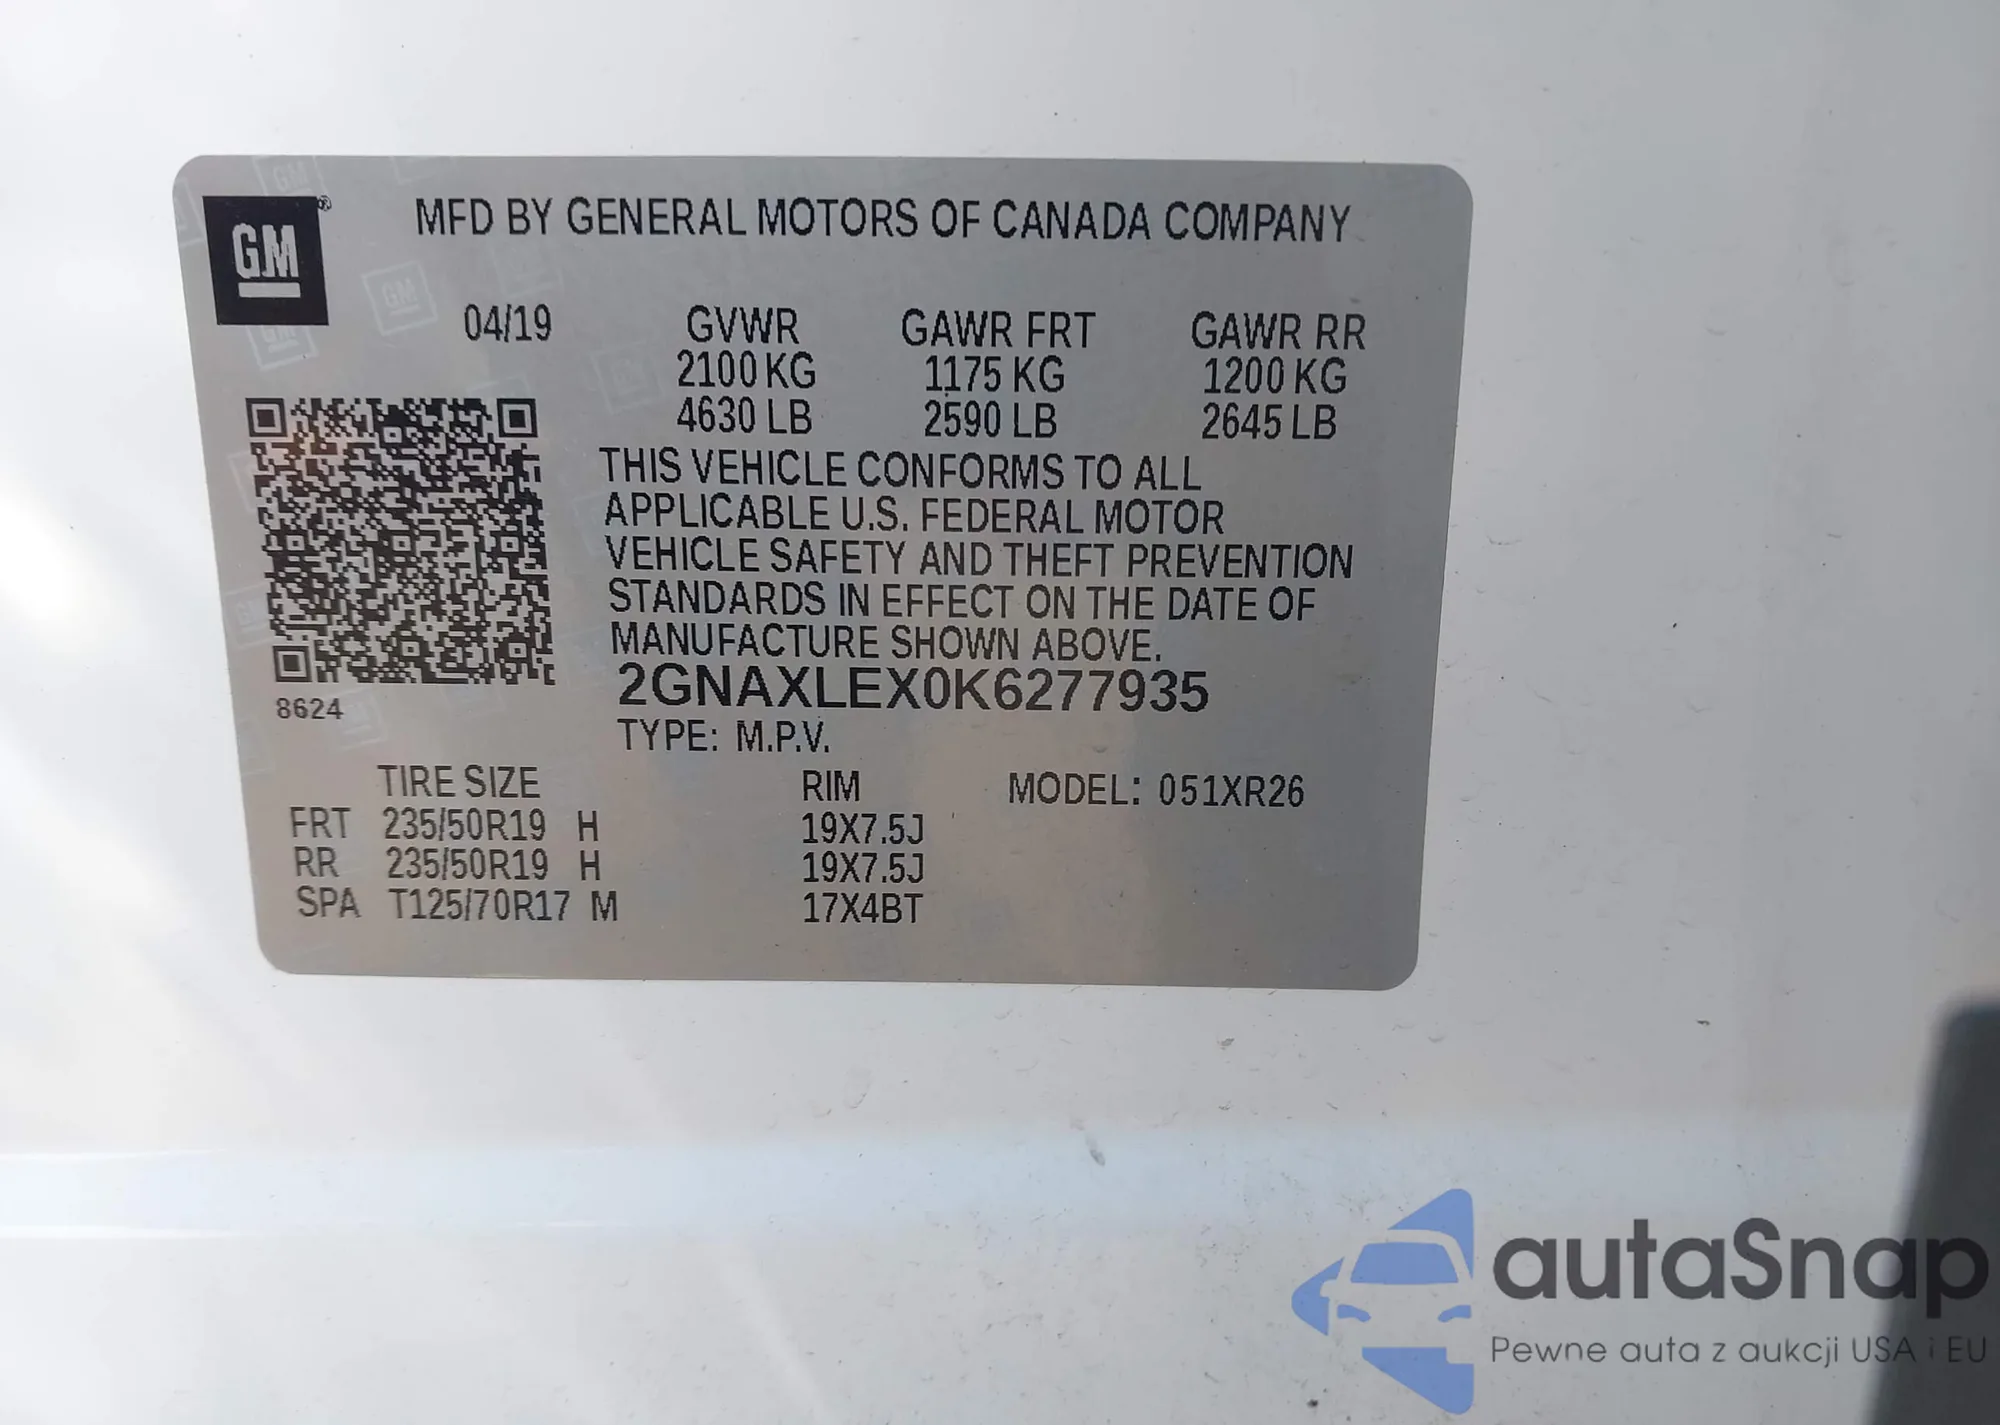 GM
®
MFD BY GENERAL MOTORS OF CANADA COMPANY
04/19 GVWR GAWR FRT GAWR RR
2100 KG 1175 KG 1200 KG
4630 LB 2590 LB 2645 LB
THIS VEHICLE CONFORMS TO ALL
APPLICABLE U.S. FEDERAL MOTOR
VEHICLE SAFETY AND THEFT PREVENTION
STANDARDS IN EFFECT ON THE DATE OF
MANUFACTURE SHOWN ABOVE.
2GNAXLEX0K6277935
8624
TYPE: M.P.V.
TIRE SIZE RIM MODEL: 051XR26
FRT 235/50R19 H 19X7.5J
RR 235/50R19 H 19X7.5J
SPA T125/70R17 M 17X4BT
autaSnap
Pewne auta z aukcji USA i EU